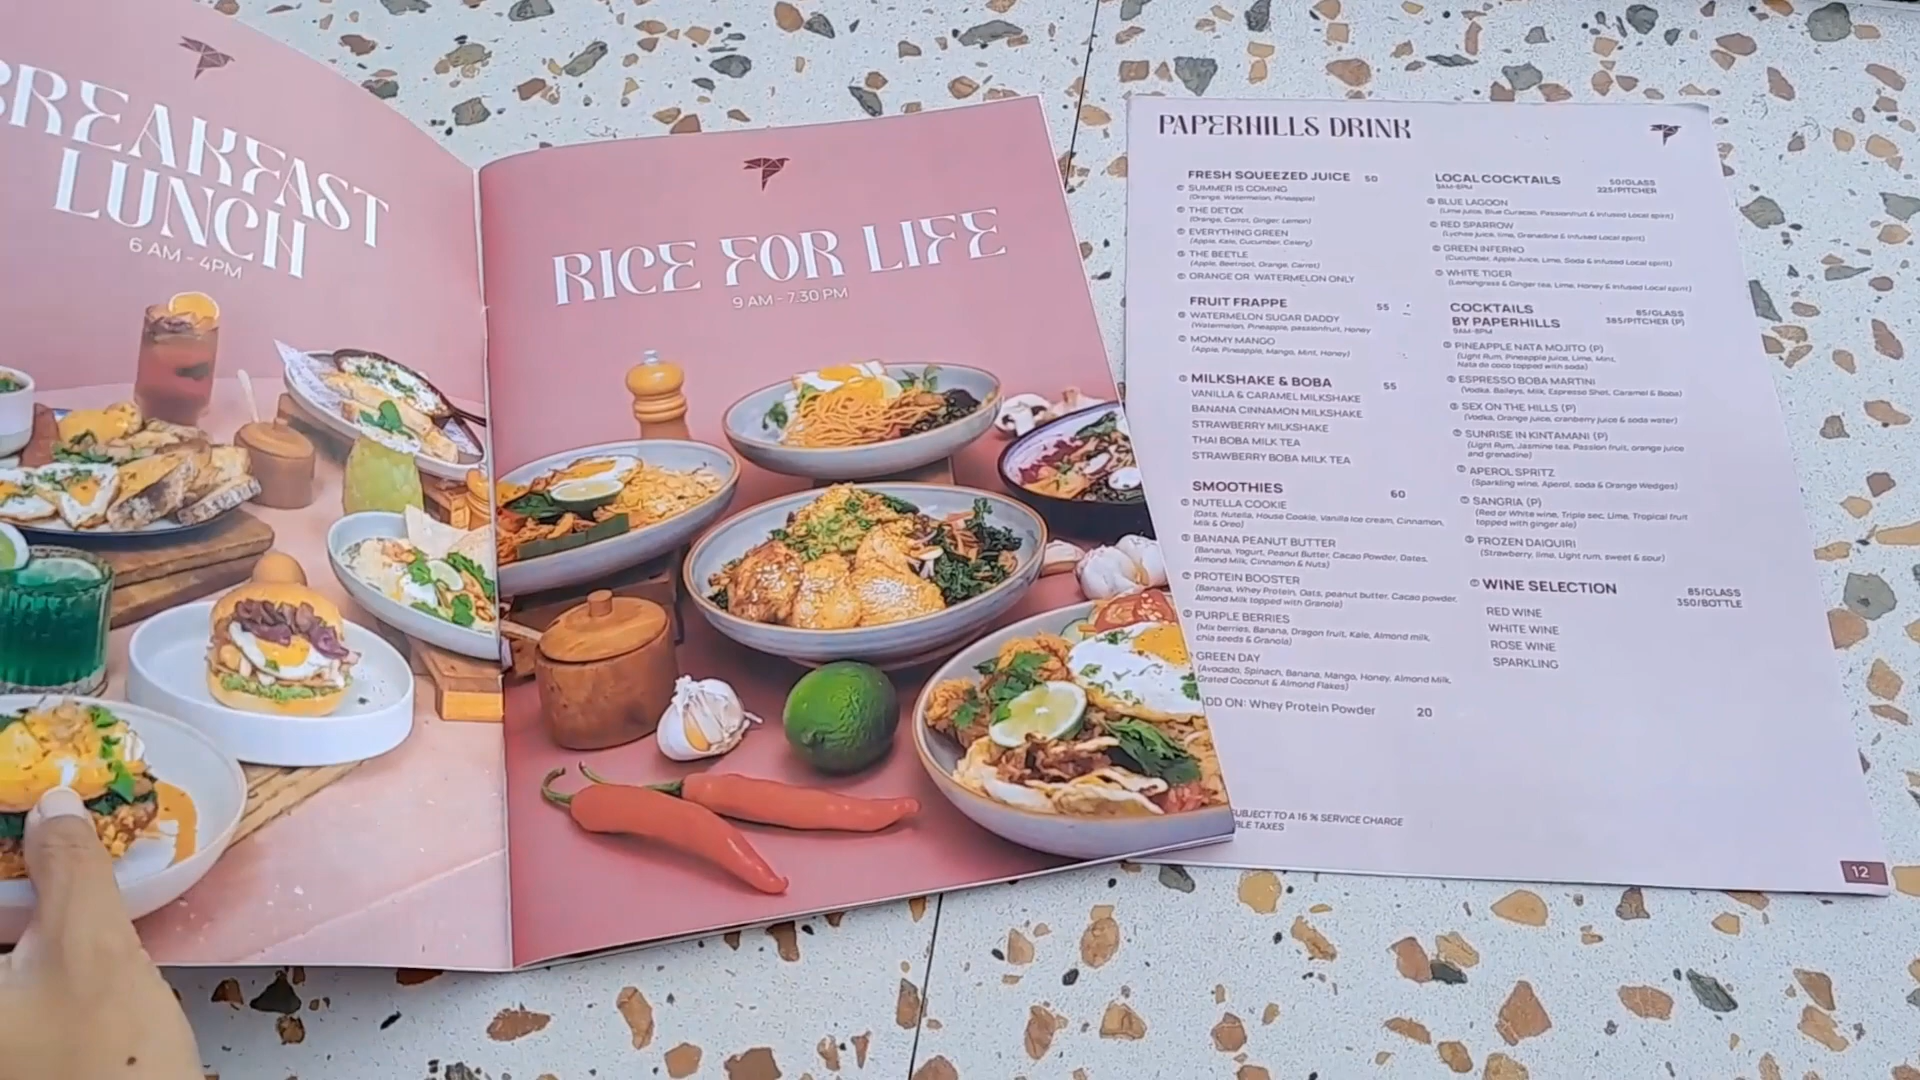 BREAKFAST
LUNCH
6 AM - 4PM
RICE FOR LIFE
9 AM - 7.30 PM
PAPERHILLS DRINK
FRESH SQUEEZED JUICE 50
SUMMER IS COMING
(Orange, Watermelon, Pineapple)
THE DETOX
(Orange, Carrot, Ginger, Lemon)
EVERYTHING GREEN
(Apple, Kale, Cucumber, Celery)
THE BEETLE
(Apple, Beetroot, Orange, Carrot)
ORANGE OR WATERMELON ONLY
FRUIT FRAPPE 55
WATERMELON SUGAR DADDY
(Watermelon, Pineapple, passionfruit, Honey
MOMMY MANGO
(Apple, Pineapple, Mango, Mint, Honey)
MILKSHAKE & BOBA 55
VANILLA & CARAMEL MILKSHAKE
BANANA CINNAMON MILKSHAKE
STRAWBERRY MILKSHAKE
THAI BOBA MILK TEA
STRAWBERRY BOBA MILK TEA
SMOOTHIES 60
NUTELLA COOKIE
(Oats, Nutella, House Cookie, Vanilla Ice cream, Cinnamon,
Milk & Oreo)
BANANA PEANUT BUTTER
(Banana, Yogurt, Peanut Butter, Cacao Powder, Dates,
Almond Milk, Cinnamon & Nuts)
PROTEIN BOOSTER
(Banana, Whey Protein, Oats, peanut butter, Cacao powder,
Almond Milk topped with Granola)
PURPLE BERRIES
(Mix berries, Banana, Dragon fruit, Kale, Almond milk,
chia seeds & Granola)
GREEN DAY
(Avocado, Spinach, Banana, Mango, Honey, Almond Milk,
Grated Coconut & Almond Flakes)
DD ON: Whey Protein Powder 20
UBJECT TO A 16 % SERVICE CHARGE
BLE TAXES
LOCAL COCKTAILS 50/GLASS
9AM-8PM 225/PITCHER
BLUE LAGOON
(Lime juice, Blue Curacao, Passionfruit & Infused Local spirit)
RED SPARROW
(Lychee juice, lime, Grenadine & Infused Local spirit)
GREEN INFERNO
(Cucumber, Apple Juice, Lime, Soda & Infused Local spirit)
WHITE TIGER
(Lemongrass & Ginger tea, Lime, Honey & Infused Local spirit)
COCKTAILS 85/GLASS
BY PAPERHILLS 385/PITCHER (P)
9AM-8PM
PINEAPPLE NATA MOJITO (P)
(Light Rum, Pineapple juice, Lime, Mint,
Nata de coco topped with soda)
ESPRESSO BOBA MARTINI
(Vodka, Baileys, Milk, Espresso Shot, Caramel & Boba)
SEX ON THE HILLS (P)
(Vodka, Orange juice, cranberry juice & soda water)
SUNRISE IN KINTAMANI (P)
(Light Rum, Jasmine tea, Passion fruit, orange juice
and grenadine)
APEROL SPRITZ
(Sparkling wine, Aperol, soda & Orange Wedges)
SANGRIA (P)
(Red or White wine, Triple sec, Lime, Tropical fruit
topped with ginger ale)
FROZEN DAIQUIRI
(Strawberry, lime, Light rum, sweet & sour)
WINE SELECTION 85/GLASS
350/BOTTLE
RED WINE
WHITE WINE
ROSE WINE
SPARKLING
12